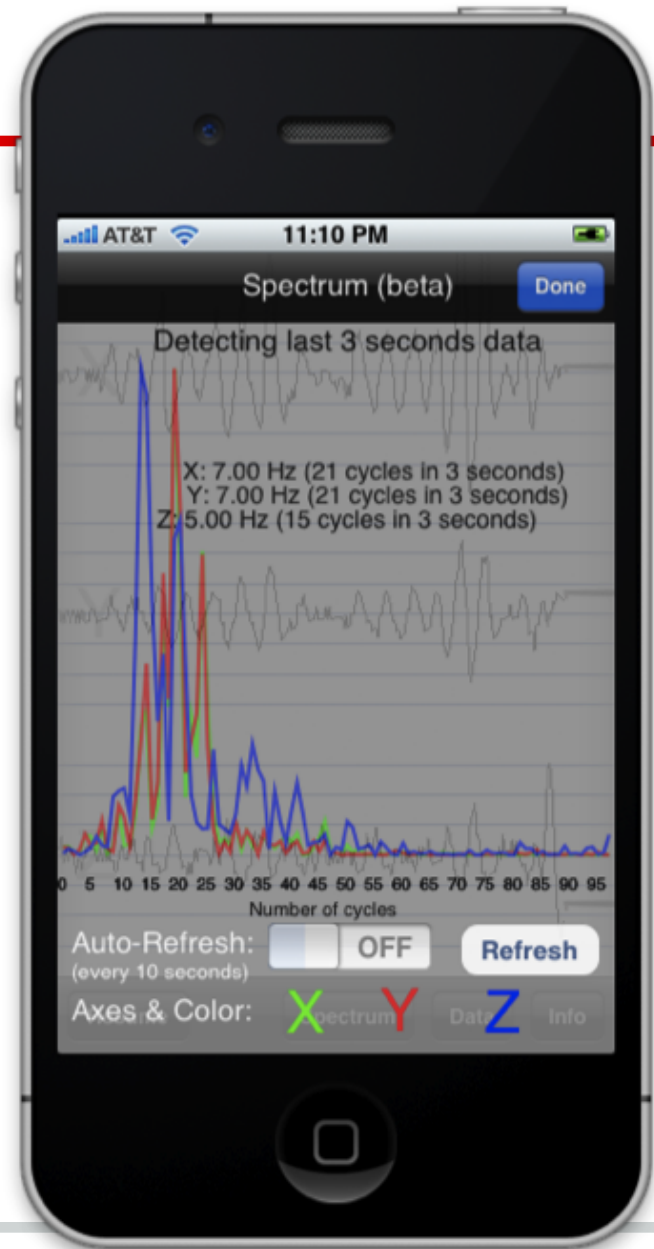 AT&T 11:10 PM
Spectrum (beta) Done
Detecting last 3 seconds data
X: 7.00 Hz (21 cycles in 3 seconds)
Y: 7.00 Hz (21 cycles in 3 seconds)
Z: 5.00 Hz (15 cycles in 3 seconds)
Y
0 5 10 15 20 25 30 35 40 45 50 55 60 65 70 75 80 85 90 95
Number of cycles
Auto-Refresh: OFF Refresh
(every 10 seconds)
Axes & Color: X Y Z
Spectrum Data Info